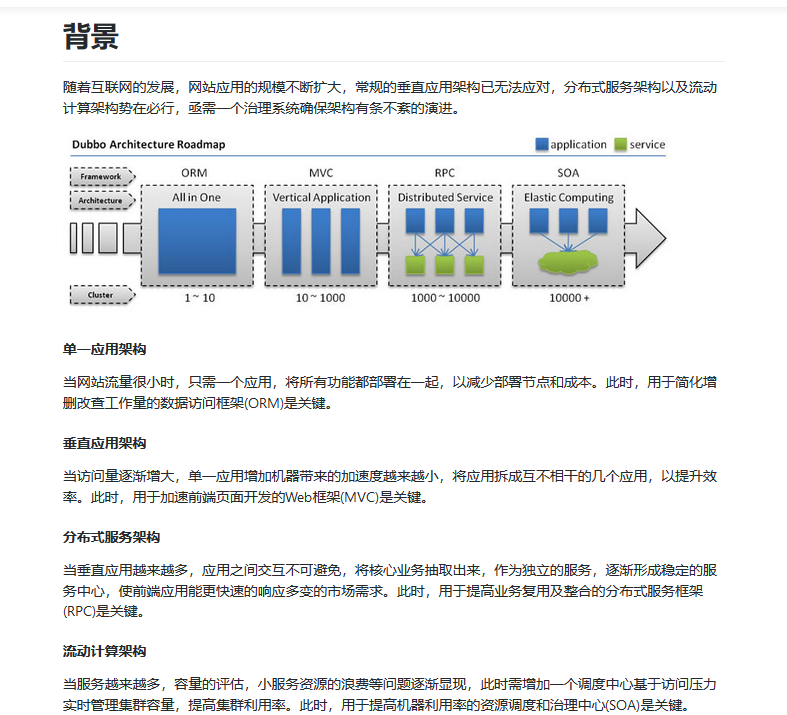 背景
随着互联网的发展，网站应用的规模不断扩大，常规的垂直应用架构已无法应对，分布式服务架构以及流动
计算架构势在必行，亟需一个治理系统确保架构有条不紊的演进。
Dubbo Architecture Roadmap
application service
Framework
ORM MVC RPC SOA
Architecture
All in One Vertical Application Distributed Service Elastic Computing
Cluster
1 ~ 10 10 ~ 1000 1000 ~ 10000 10000 +
单一应用架构
当网站流量很小时，只需一个应用，将所有功能都部署在一起，以减少部署节点和成本。此时，用于简化增
删改查工作量的数据访问框架(ORM)是关键。
垂直应用架构
当访问量逐渐增大，单一应用增加机器带来的加速度越来越小，将应用拆成互不相干的几个应用，以提升效
率。此时，用于加速前端页面开发的Web框架(MVC)是关键。
分布式服务架构
当垂直应用越来越多，应用之间交互不可避免，将核心业务抽取出来，作为独立的服务，逐渐形成稳定的服
务中心，使前端应用能更快速的响应多变的市场需求。此时，用于提高业务复用及整合的分布式服务框架
(RPC)是关键。
流动计算架构
当服务越来越多，容量的评估，小服务资源的浪费等问题逐渐显现，此时需增加一个调度中心基于访问压力
实时管理集群容量，提高集群利用率。此时，用于提高机器利用率的资源调度和治理中心(SOA)是关键。